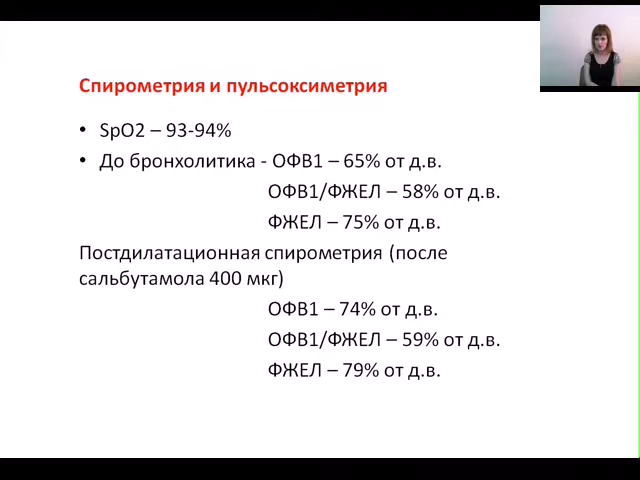 Спирометрия и пульсоксиметрия
• SpO2 – 93-94%
• До бронхолитика - ОФВ1 – 65% от д.в.
ОФВ1/ФЖЕЛ – 58% от д.в.
ФЖЕЛ – 75% от д.в.
Постдилатационная спирометрия (после
сальбутамола 400 мкг)
ОФВ1 – 74% от д.в.
ОФВ1/ФЖЕЛ – 59% от д.в.
ФЖЕЛ – 79% от д.в.